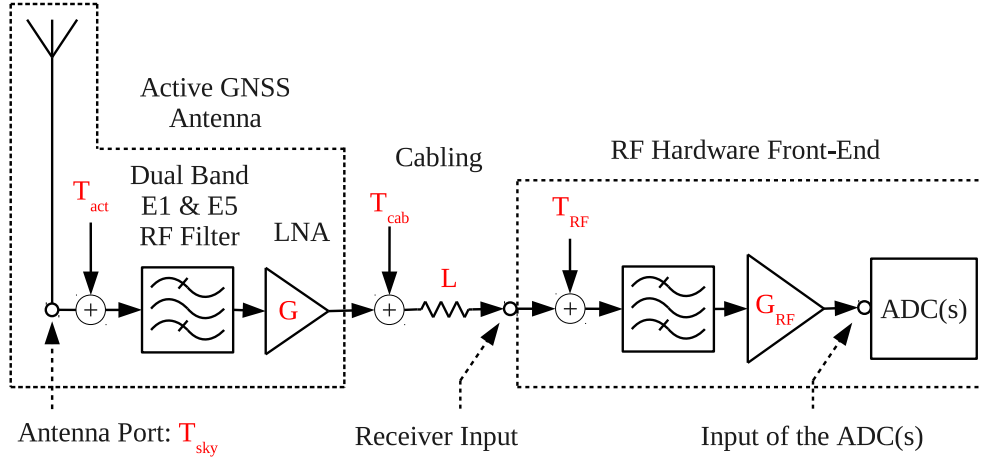 Active GNSS
Antenna
Cabling
RF Hardware Front-End
Dual Band
E1 & E5
RF Filter
LNA
T_act
T_cab
T_RF
+
G
+
L
+
G_RF
ADC(s)
Antenna Port: T_sky
Receiver Input
Input of the ADC(s)